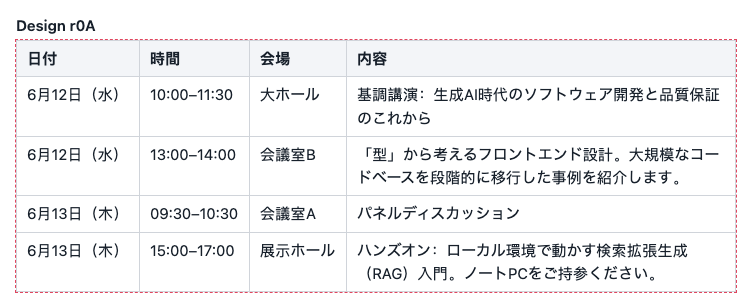 Design r0A
日付 時間 会場 内容
6月12日（水） 10:00–11:30 大ホール 基調講演：生成AI時代のソフトウェア開発と品質保証
のこれから
6月12日（水） 13:00–14:00 会議室B 「型」から考えるフロントエンド設計。大規模なコー
ドベースを段階的に移行した事例を紹介します。
6月13日（木） 09:30–10:30 会議室A パネルディスカッション
6月13日（木） 15:00–17:00 展示ホール ハンズオン：ローカル環境で動かす検索拡張生成
（RAG）入門。ノートPCをご持参ください。